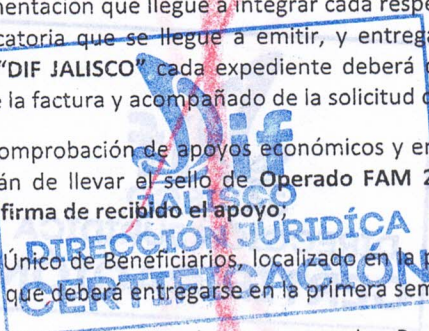 mentación que llegue a integrar cada respe
catoria que se llegue a emitir, y entrega
"DIF JALISCO" cada expediente deberá
la factura y acompañado de la solicitud
omprobación de apoyos económicos y en
án de llevar el sello de Operado FAM 2
firma de recibido el apoyo;
Único de Beneficiarios, localizado en la p
que deberá entregarse en la primera sem
Dif
JALISCO
DIRECCIÓN JURIDÍCA
CERTIFICACIÓN